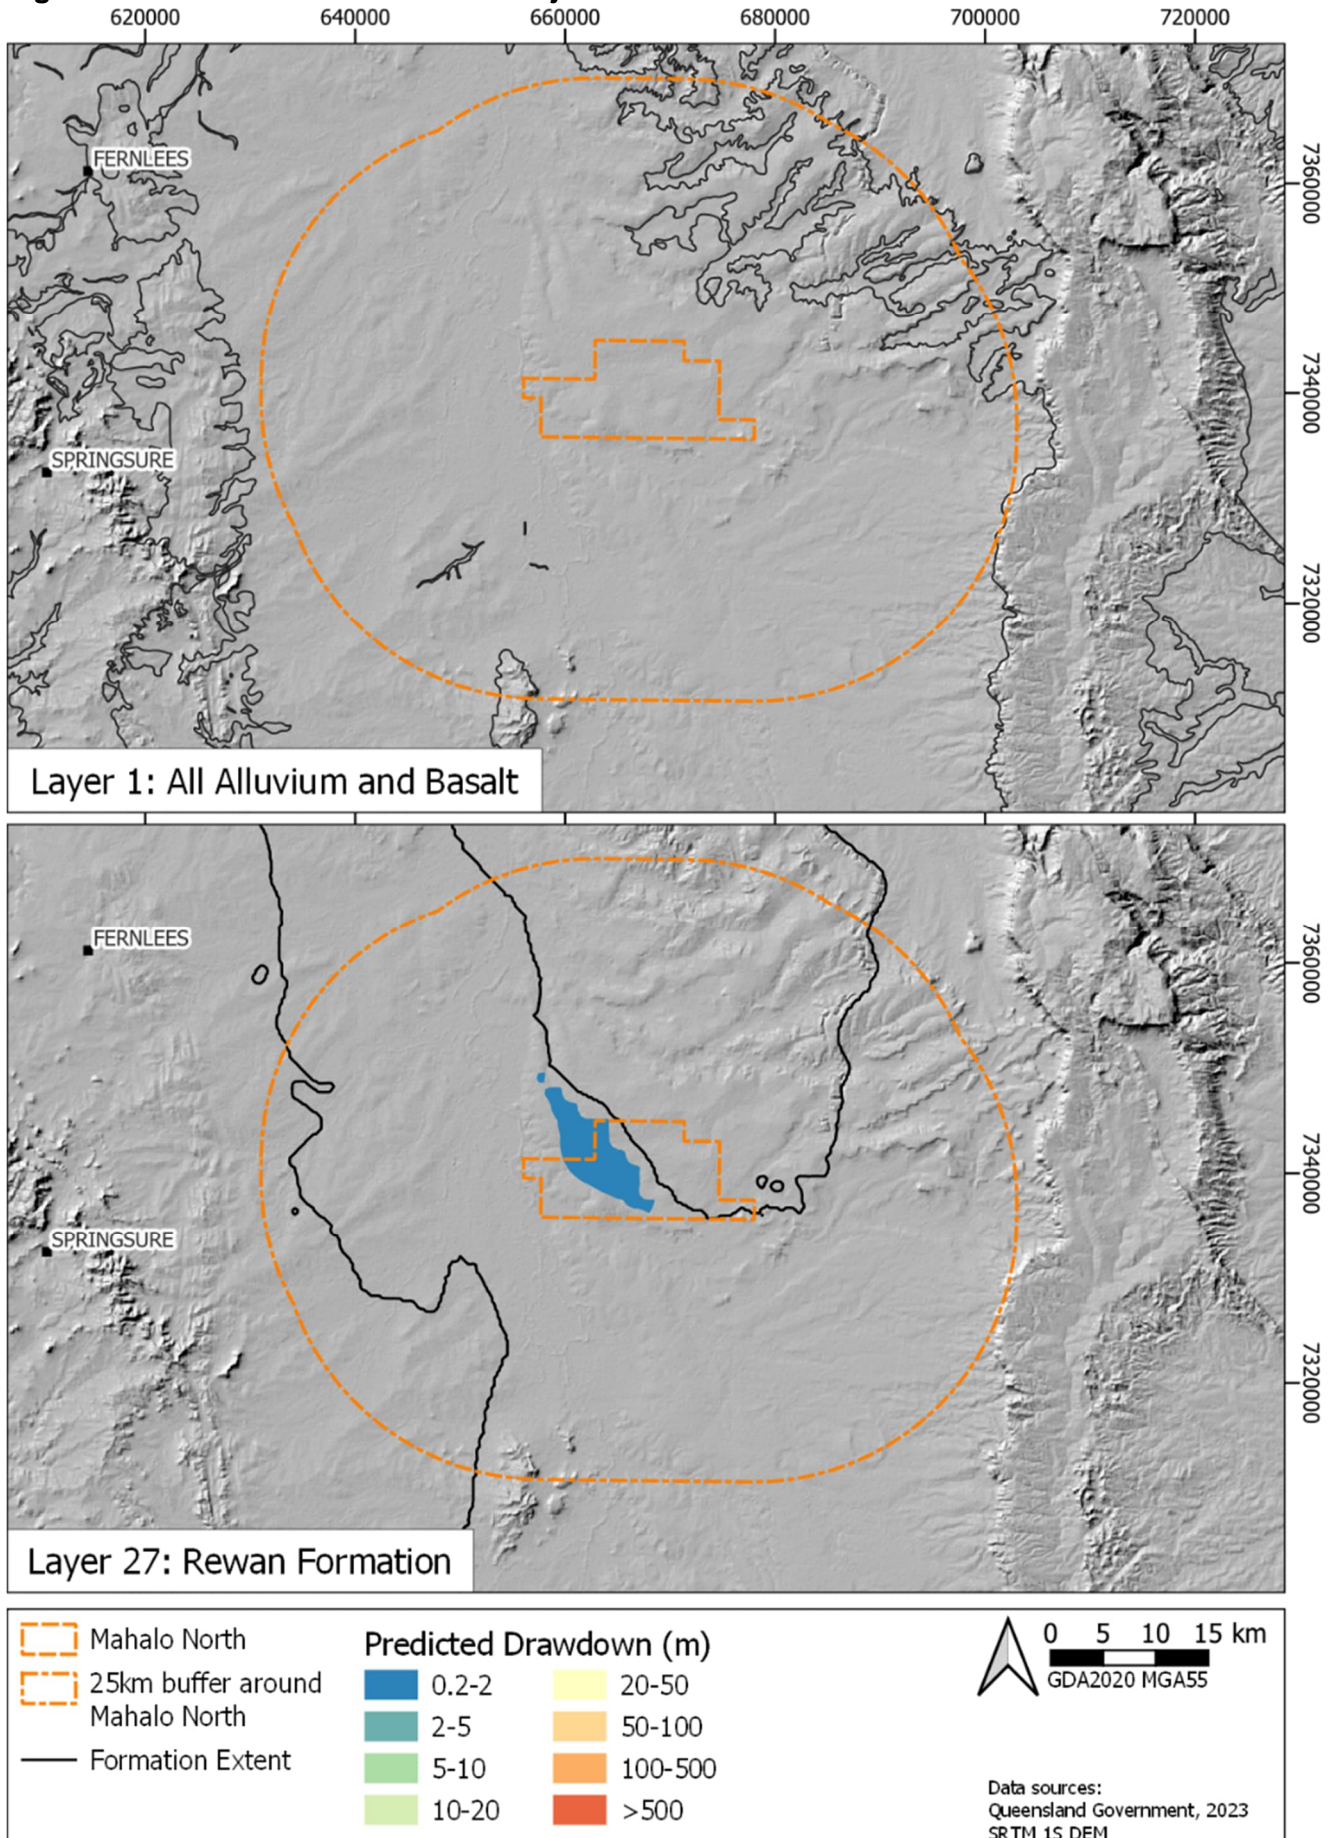 620000 640000 660000 680000 700000 720000
FERNLEES
7360000
7340000
SPRINGSURE
7320000
Layer 1: All Alluvium and Basalt
FERNLEES
7360000
7340000
SPRINGSURE
7320000
Layer 27: Rewan Formation
Mahalo North
25km buffer around
Mahalo North
Formation Extent
Predicted Drawdown (m)
0.2-2
2-5
5-10
10-20
20-50
50-100
100-500
>500
0 5 10 15 km
GDA2020 MGA55
Data sources:
Queensland Government, 2023
SRTM 1S DEM